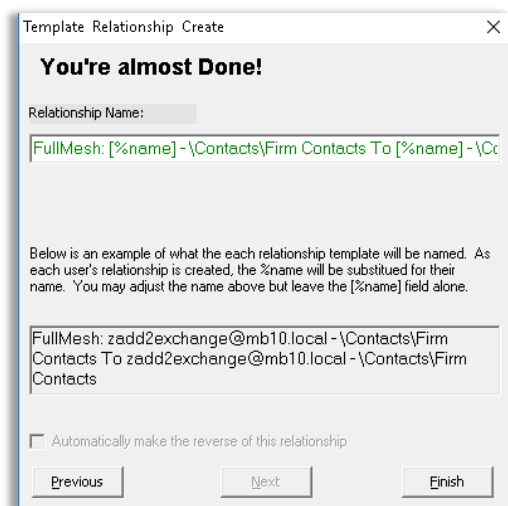 Template Relationship Create
You're almost Done!
Relationship Name:
FullMesh: [%name] - \Contacts\Firm Contacts To [%name] - \Co
Below is an example of what the each relationship template will be named. As
each user's relationship is created, the %name will be substitued for their
name. You may adjust the name above but leave the [%name] field alone.
FullMesh: zadd2exchange@mb10.local - \Contacts\Firm
Contacts To zadd2exchange@mb10.local - \Contacts\Firm
Contacts
Automatically make the reverse of this relationship
Previous
Next
Finish